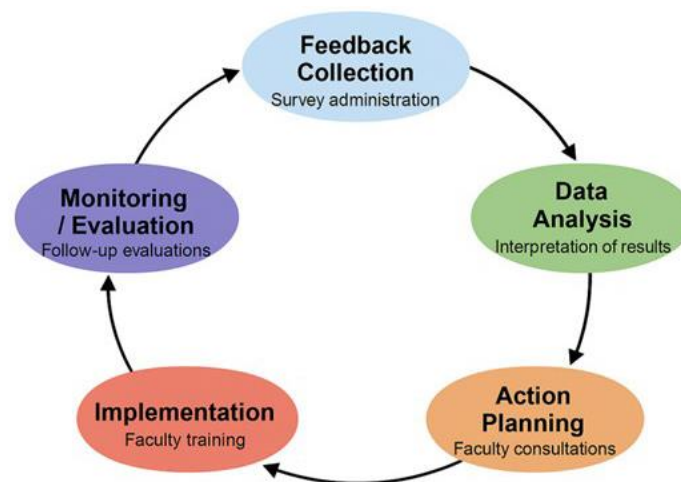 Feedback
Collection
Survey administration
Data
Analysis
Interpretation of results
Action
Planning
Faculty consultations
Implementation
Faculty training
Monitoring
/ Evaluation
Follow-up evaluations